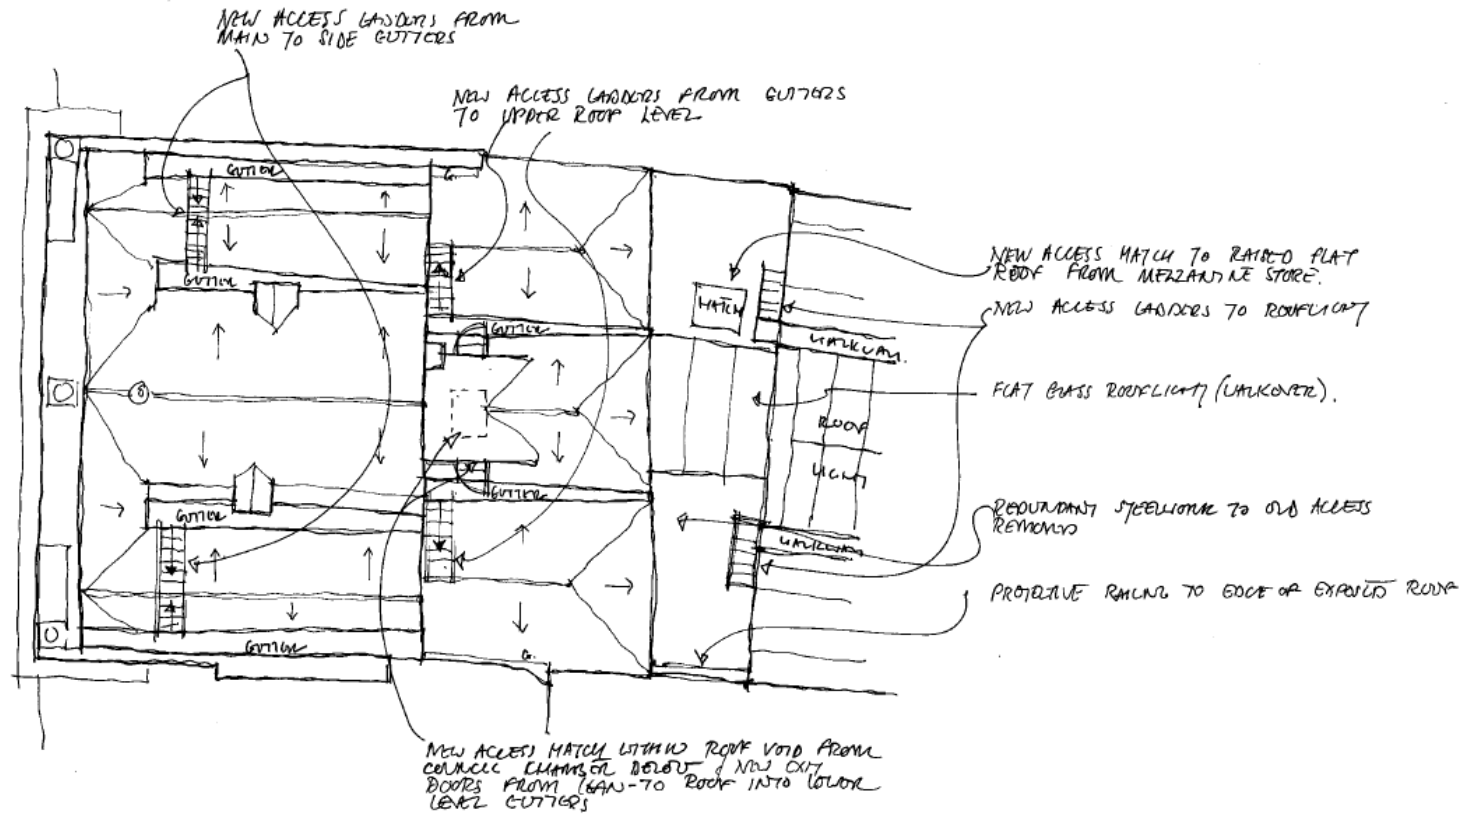 NEW ACCESS LADDERS FROM
MAIN TO SIDE GUTTERS
NEW ACCESS LADDERS FROM GUTTERS
TO UPPER ROOF LEVEL
GUTTER
G.
GUTTER
NEW ACCESS HATCH TO RAISED FLAT
ROOF FROM MEZZANINE STORE.
HATCH
NEW ACCESS LADDERS TO ROOFLIGHT
GUTTER
WALKWAY.
FLAT GLASS ROOFLIGHT (WALKOVER).
ROOF
LIGHT
GUTTER
GUTTER
REDUNDANT STEELWORK TO OLD ACCESS
REMOVED
WALKWAY
PROTECTIVE RAILING TO EDGE OF EXPOSED ROOF
GUTTER
G.
NEW ACCESS HATCH WITHIN ROOF VOID FROM
COUNCIL CHAMBER BELOW / NEW EXIT
DOORS FROM LEAN-TO ROOF INTO LOWER
LEVEL GUTTERS